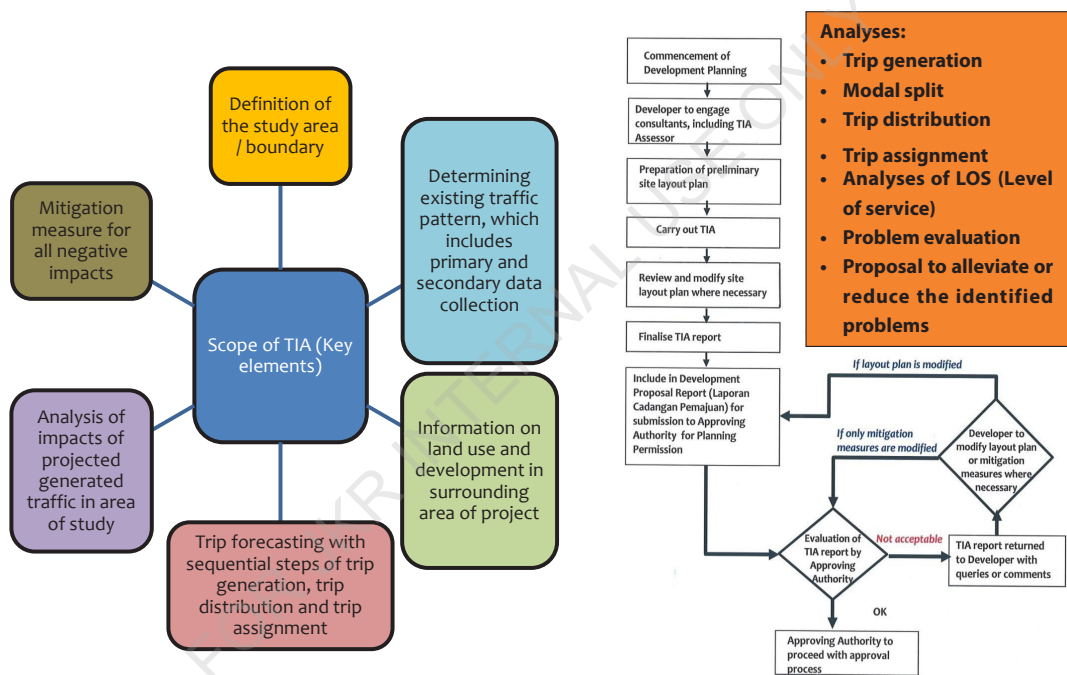 Definition of
the study area
/ boundary
Determining
existing traffic
pattern, which
includes
primary and
secondary data
collection
Mitigation
measure for
all negative
impacts
Scope of TIA (Key
elements)
Analysis of
impacts of
projected
generated
traffic in area
of study
Information on
land use and
development in
surrounding
area of project
Trip forecasting with
sequential steps of trip
generation, trip
distribution and trip
assignment
Commencement of
Development Planning
Developer to engage
consultants, including TIA
Assessor
Preparation of preliminary
site layout plan
Carry out TIA
Review and modify site
layout plan where necessary
Finalise TIA report
Include in Development
Proposal Report (Laporan
Cadangan Pemajuan) for
submission to Approving
Authority for Planning
Permission
Analyses:
• Trip generation
• Modal split
• Trip distribution
• Trip assignment
• Analyses of LOS (Level
of service)
• Problem evaluation
• Proposal to alleviate or
reduce the identified
problems
If layout plan is modified
If only mitigation
measures are modified
Developer to
modify layout plan
or mitigation
measures where
necessary
Evaluation of
TIA report by
Approving
Authority
Not acceptable
TIA report returned
to Developer with
queries or comments
OK
Approving Authority to
proceed with approval
process